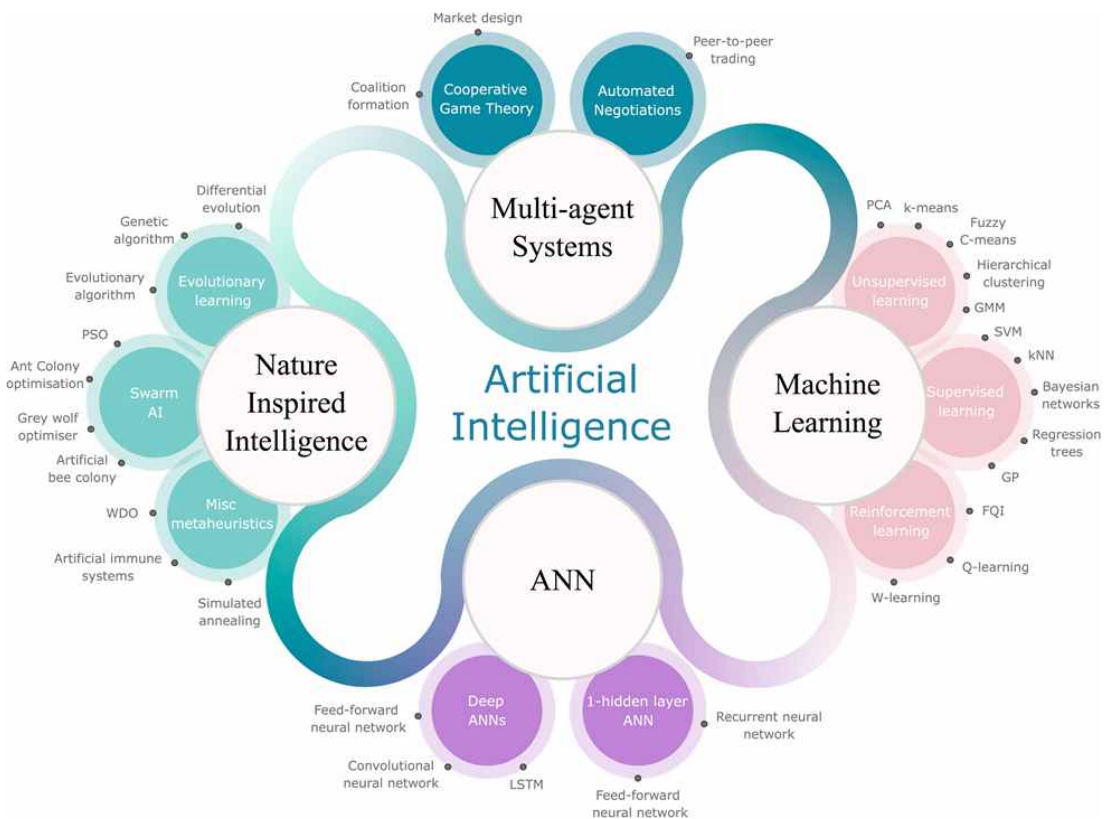 Market design
Peer-to-peer
trading
Coalition
formation
Cooperative
Game Theory
Automated
Negotiations
Multi-agent
Systems
Differential
evolution
Genetic
algorithm
Evolutionary
algorithm
Evolutionary
learning
PSO
Ant Colony
optimisation
Grey wolf
optimiser
Artificial
bee colony
Swarm
AI
Nature
Inspired
Intelligence
WDO
Artificial immune
systems
Simulated
annealing
Misc
metaheuristics
Artificial
Intelligence
PCA
k-means
Fuzzy
C-means
Hierarchical
clustering
GMM
Unsupervised
learning
Machine
Learning
SVM
kNN
Bayesian
networks
Regression
trees
GP
Supervised
learning
Reinforcement
learning
FQI
Q-learning
W-learning
ANN
Deep
ANNs
1-hidden layer
ANN
Feed-forward
neural network
Convolutional
neural network
LSTM
Recurrent neural
network
Feed-forward
neural network